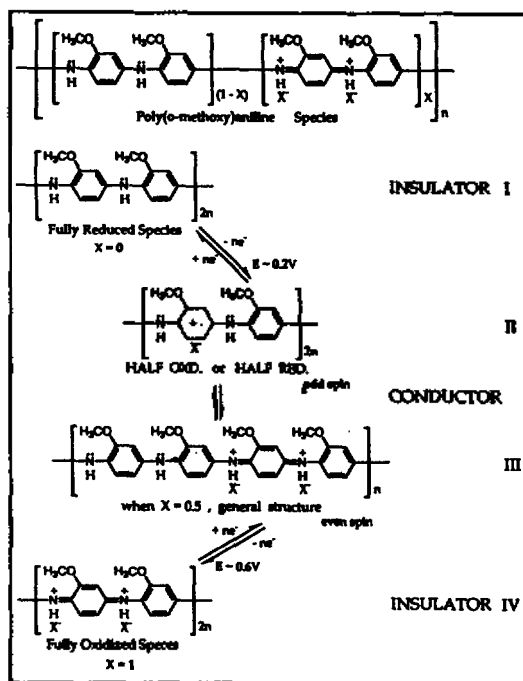 H₃CO H₃CO H₃CO H₃CO
N H N H N⁺ H X⁻ N⁺ H X⁻
(1 - X) X n
Poly(o-methoxy)aniline Species
H₃CO H₃CO
N H N H 2n
INSULATOR I
Fully Reduced Species
X = 0
- ne⁻
+ ne⁻ E ~ 0.2V
H₃CO H₃CO
N H + · X⁻ N H 2n
II
HALF OXD. or HALF RED.
odd spin
CONDUCTOR
H₃CO H₃CO H₃CO H₃CO
N H N H N⁺ H X⁻ N⁺ H X⁻ n
III
when X = 0.5 , general structure
even spin
+ ne⁻
- ne⁻
E ~ 0.6V
H₃CO H₃CO
N⁺ H X⁻ N⁺ H X⁻ 2n
INSULATOR IV
Fully Oxidized Speces
X = 1